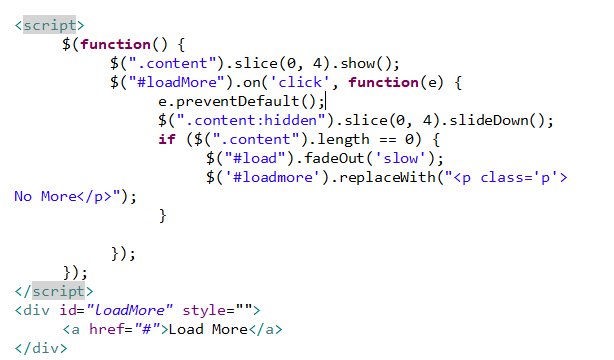 <script>
$(function() {
$(".content").slice(0, 4).show();
$("#loadMore").on('click', function(e) {
e.preventDefault();
$(".content:hidden").slice(0, 4).slideDown();
if ($(".content").length == 0) {
$("#load").fadeOut('slow');
$('#loadmore').replaceWith("<p class='p'>
No More</p>");
}
});
});
</script>
<div id="loadMore" style="">
<a href="#">Load More</a>
</div>